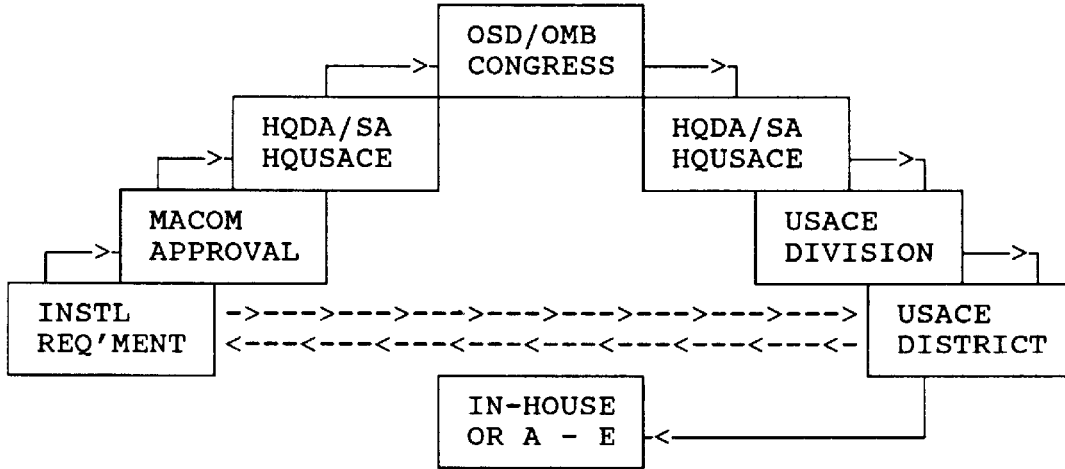 OSD/OMB
CONGRESS
HQDA/SA
HQUSACE
HQDA/SA
HQUSACE
MACOM
APPROVAL
USACE
DIVISION
INSTL
REQ'MENT
USACE
DISTRICT
IN-HOUSE
OR A - E